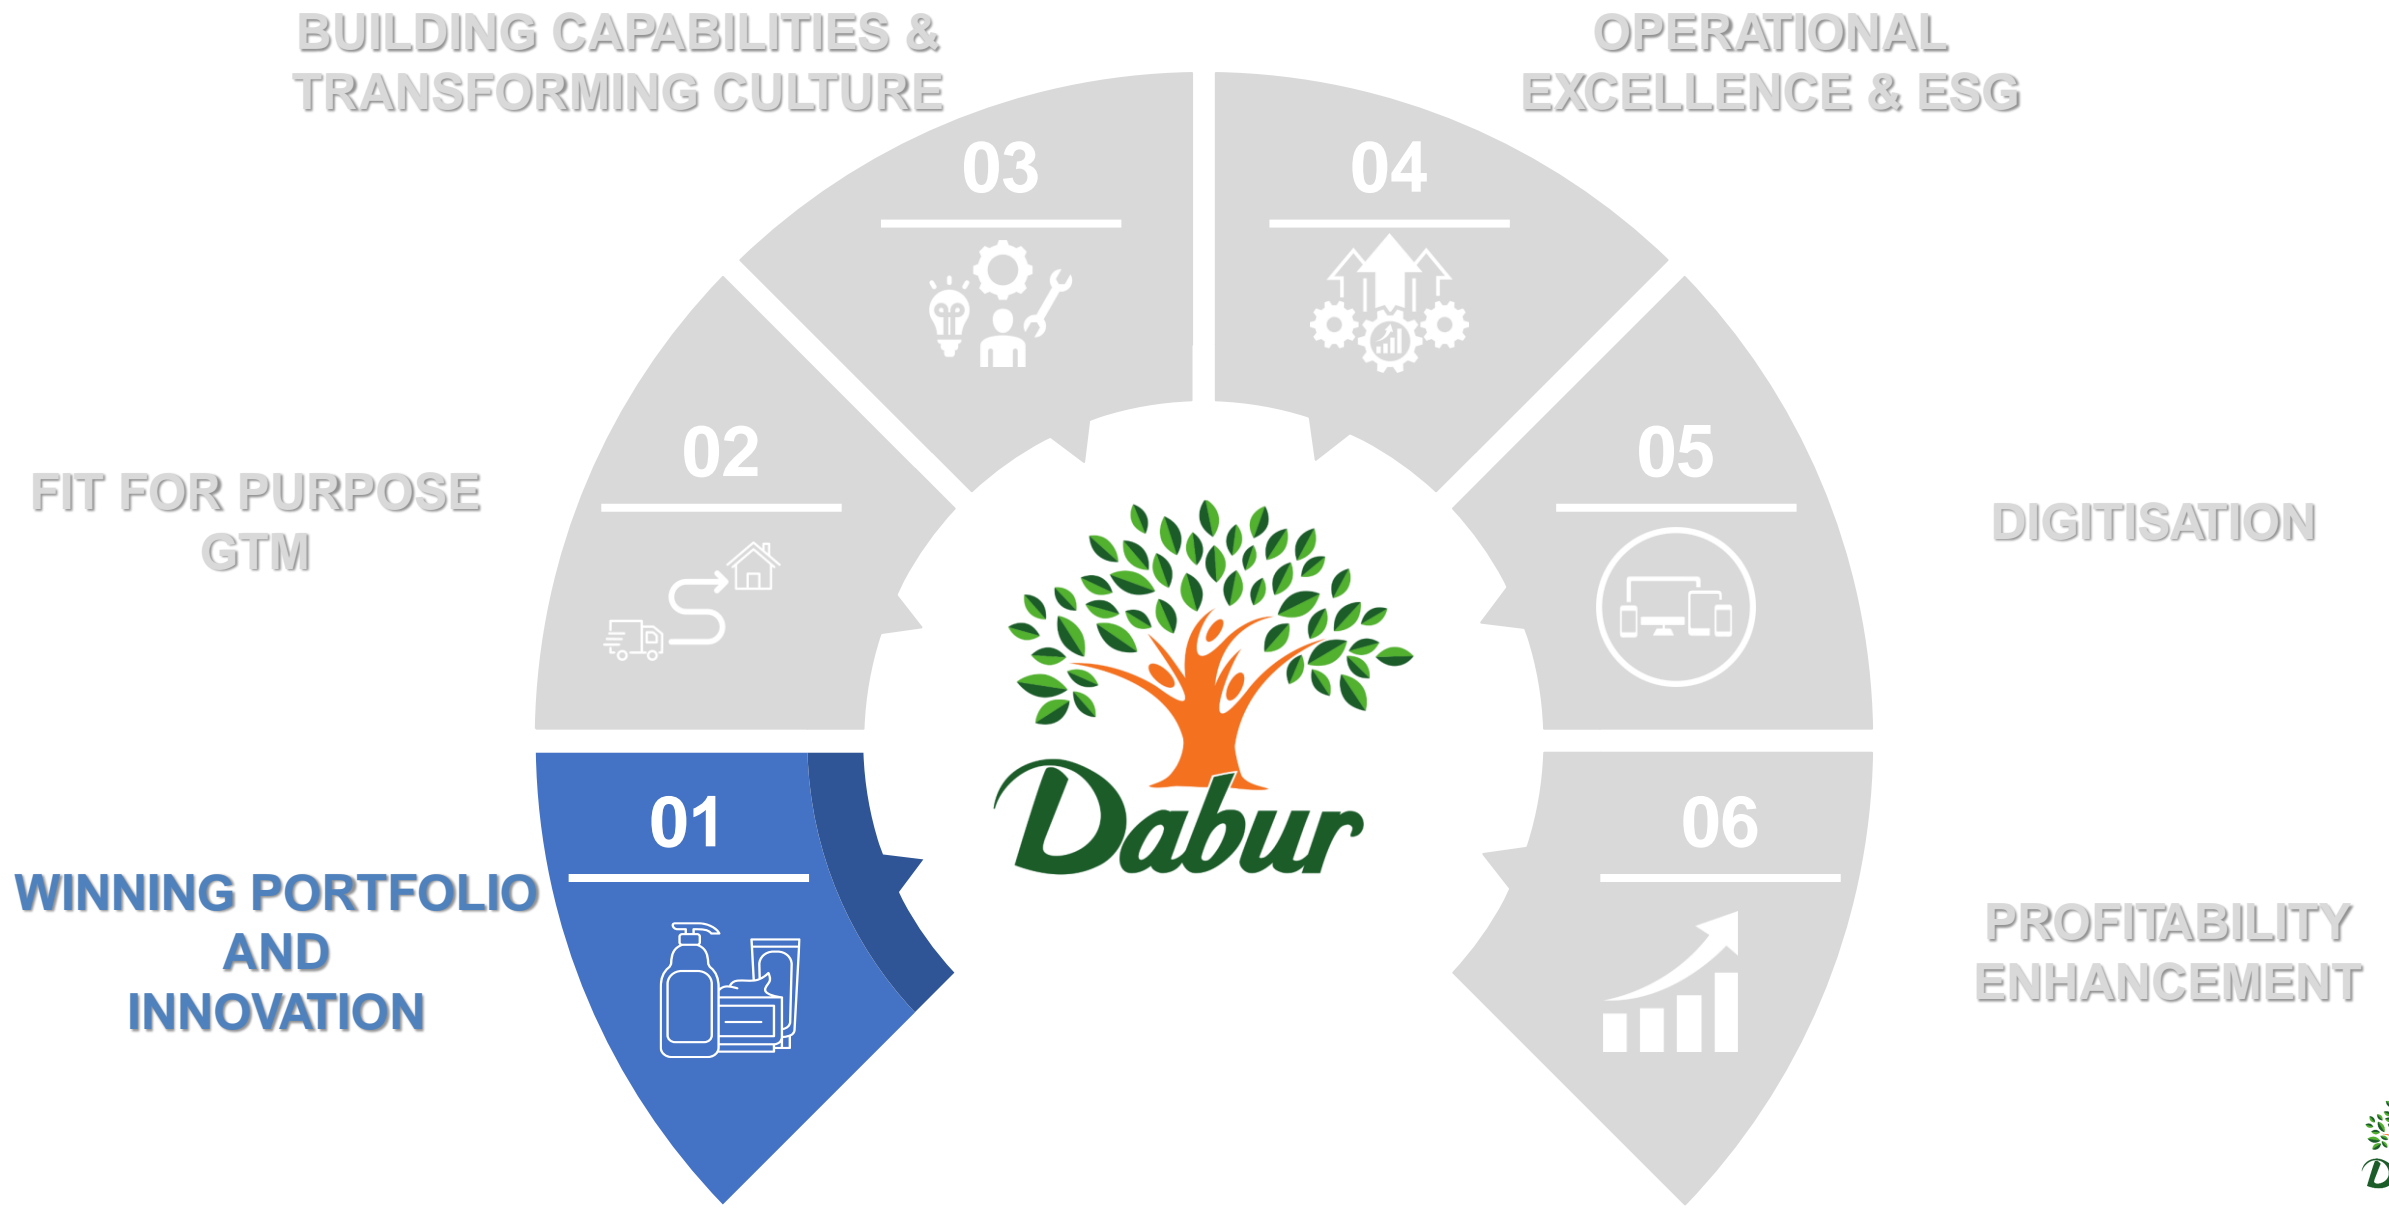 BUILDING CAPABILITIES &
TRANSFORMING CULTURE
OPERATIONAL
EXCELLENCE & ESG
03
04
02
05
FIT FOR PURPOSE
GTM
DIGITISATION
Dabur
01
06
WINNING PORTFOLIO
AND
INNOVATION
PROFITABILITY
ENHANCEMENT
D